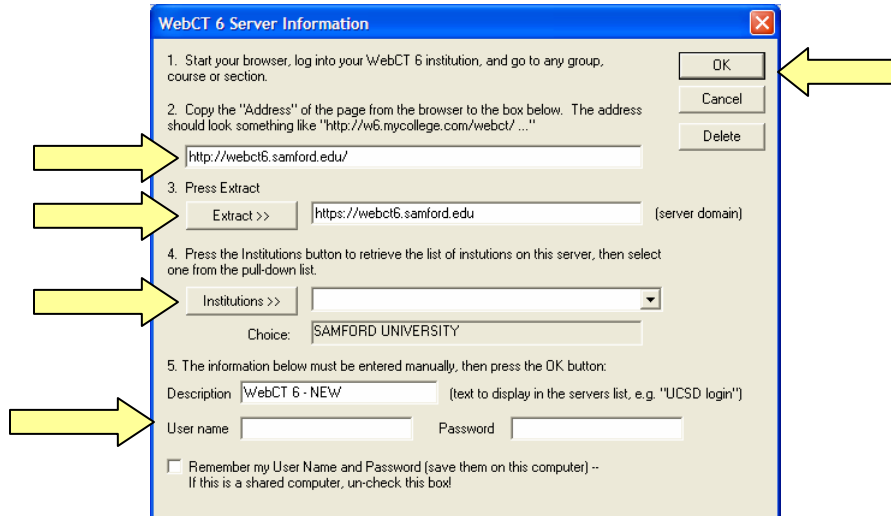 WebCT 6 Server Information
1. Start your browser, log into your WebCT 6 institution, and go to any group,
course or section.
OK
Cancel
2. Copy the "Address" of the page from the browser to the box below. The address
should look something like "http://w6.mycollege.com/webct/ ..."
Delete
http://webct6.samford.edu/
3. Press Extract
Extract >> https://webct6.samford.edu (server domain)
4. Press the Institutions button to retrieve the list of instutions on this server, then select
one from the pull-down list.
Institutions >>
Choice: SAMFORD UNIVERSITY
5. The information below must be entered manually, then press the OK button:
Description WebCT 6 - NEW (text to display in the servers list, e.g. "UCSD login")
User name Password
Remember my User Name and Password (save them on this computer) --
If this is a shared computer, un-check this box!